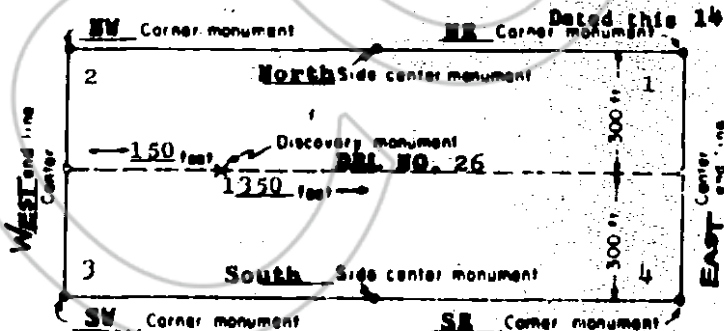 Dated this 14
NW Corner monument NE Corner monument
2 North Side center monument 1
300 ft
Discovery monument
150 feet DRL NO. 26
1350 feet
WEST end line Center
EAST Center end line
300 ft
3 South Side center monument 4
SW Corner monument SE Corner monument